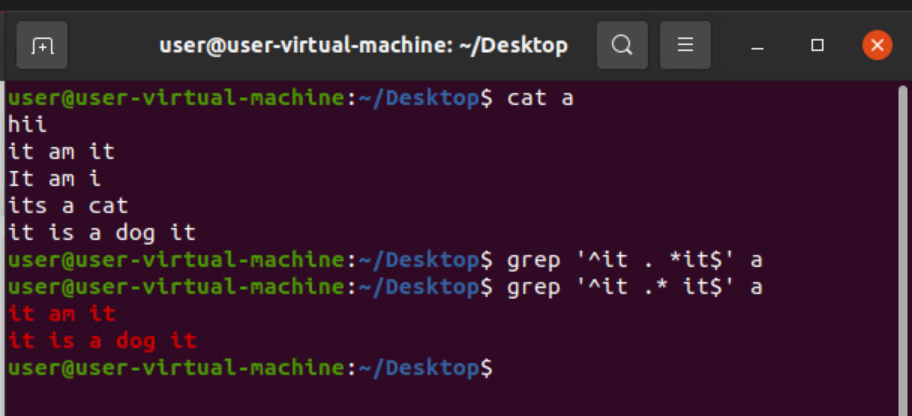 user@user-virtual-machine: ~/Desktop
user@user-virtual-machine:~/Desktop$ cat a
hii
it am it
It am i
its a cat
it is a dog it
user@user-virtual-machine:~/Desktop$ grep '^it . *it$' a
user@user-virtual-machine:~/Desktop$ grep '^it .* it$' a
it am it
it is a dog it
user@user-virtual-machine:~/Desktop$